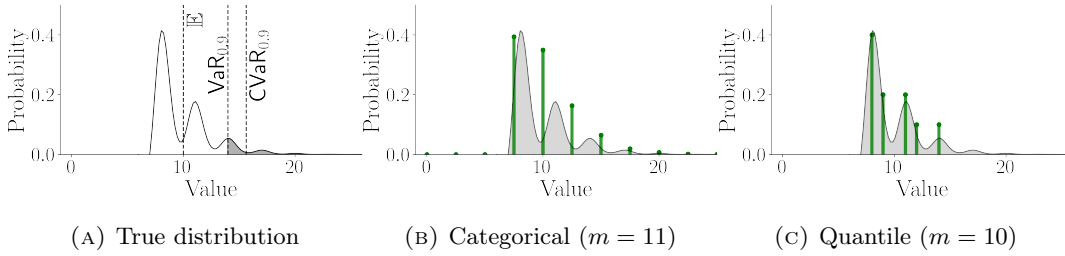 Probability
0.4
0.2
0.0
0
10
20
Value
𝔼
VaR0.9
CVaR0.9
(A) True distribution
Probability
0.4
0.2
0.0
0
10
20
Value
(B) Categorical (m = 11)
Probability
0.4
0.2
0.0
0
10
20
Value
(C) Quantile (m = 10)